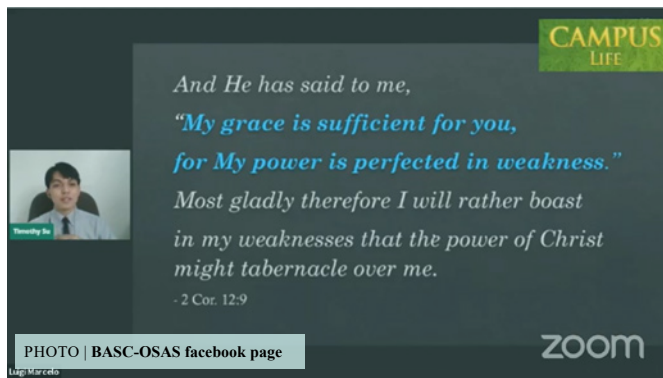 CAMPUS
LIFE
And He has said to me,
“My grace is sufficient for you,
for My power is perfected in weakness.”
Most gladly therefore I will rather boast
in my weaknesses that the power of Christ
might tabernacle over me.
- 2 Cor. 12:9
Timothy Su
PHOTO | BASC-OSAS facebook page
zoom
Luigi Marcelo